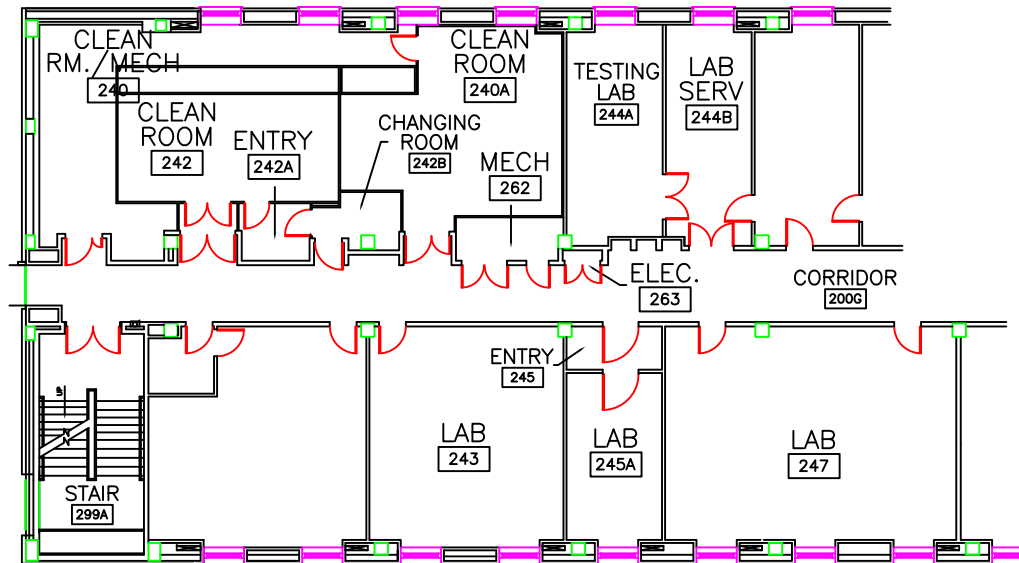 CLEAN
RM./MECH
240
CLEAN
ROOM
242
ENTRY
242A
CHANGING
ROOM
242B
CLEAN
ROOM
240A
MECH
262
TESTING
LAB
244A
LAB
SERV
244B
ELEC.
263
CORRIDOR
200G
UP
STAIR
299A
LAB
243
ENTRY
245
LAB
245A
LAB
247